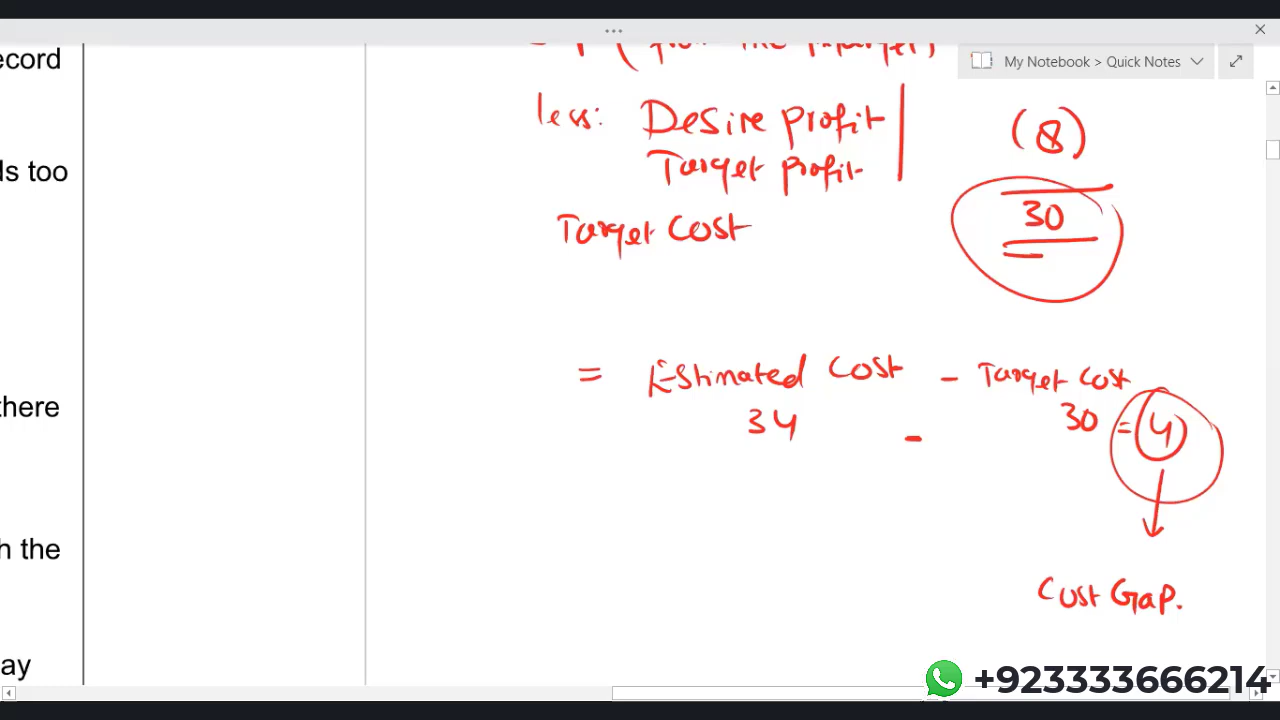 ecord
My Notebook > Quick Notes
less: Desire profit (8)
ds too
Target profit
Target Cost 30
= Estimated Cost - Target Cost
there
34 - 30 = 4
h the
Cost Gap.
ay
+923333666214